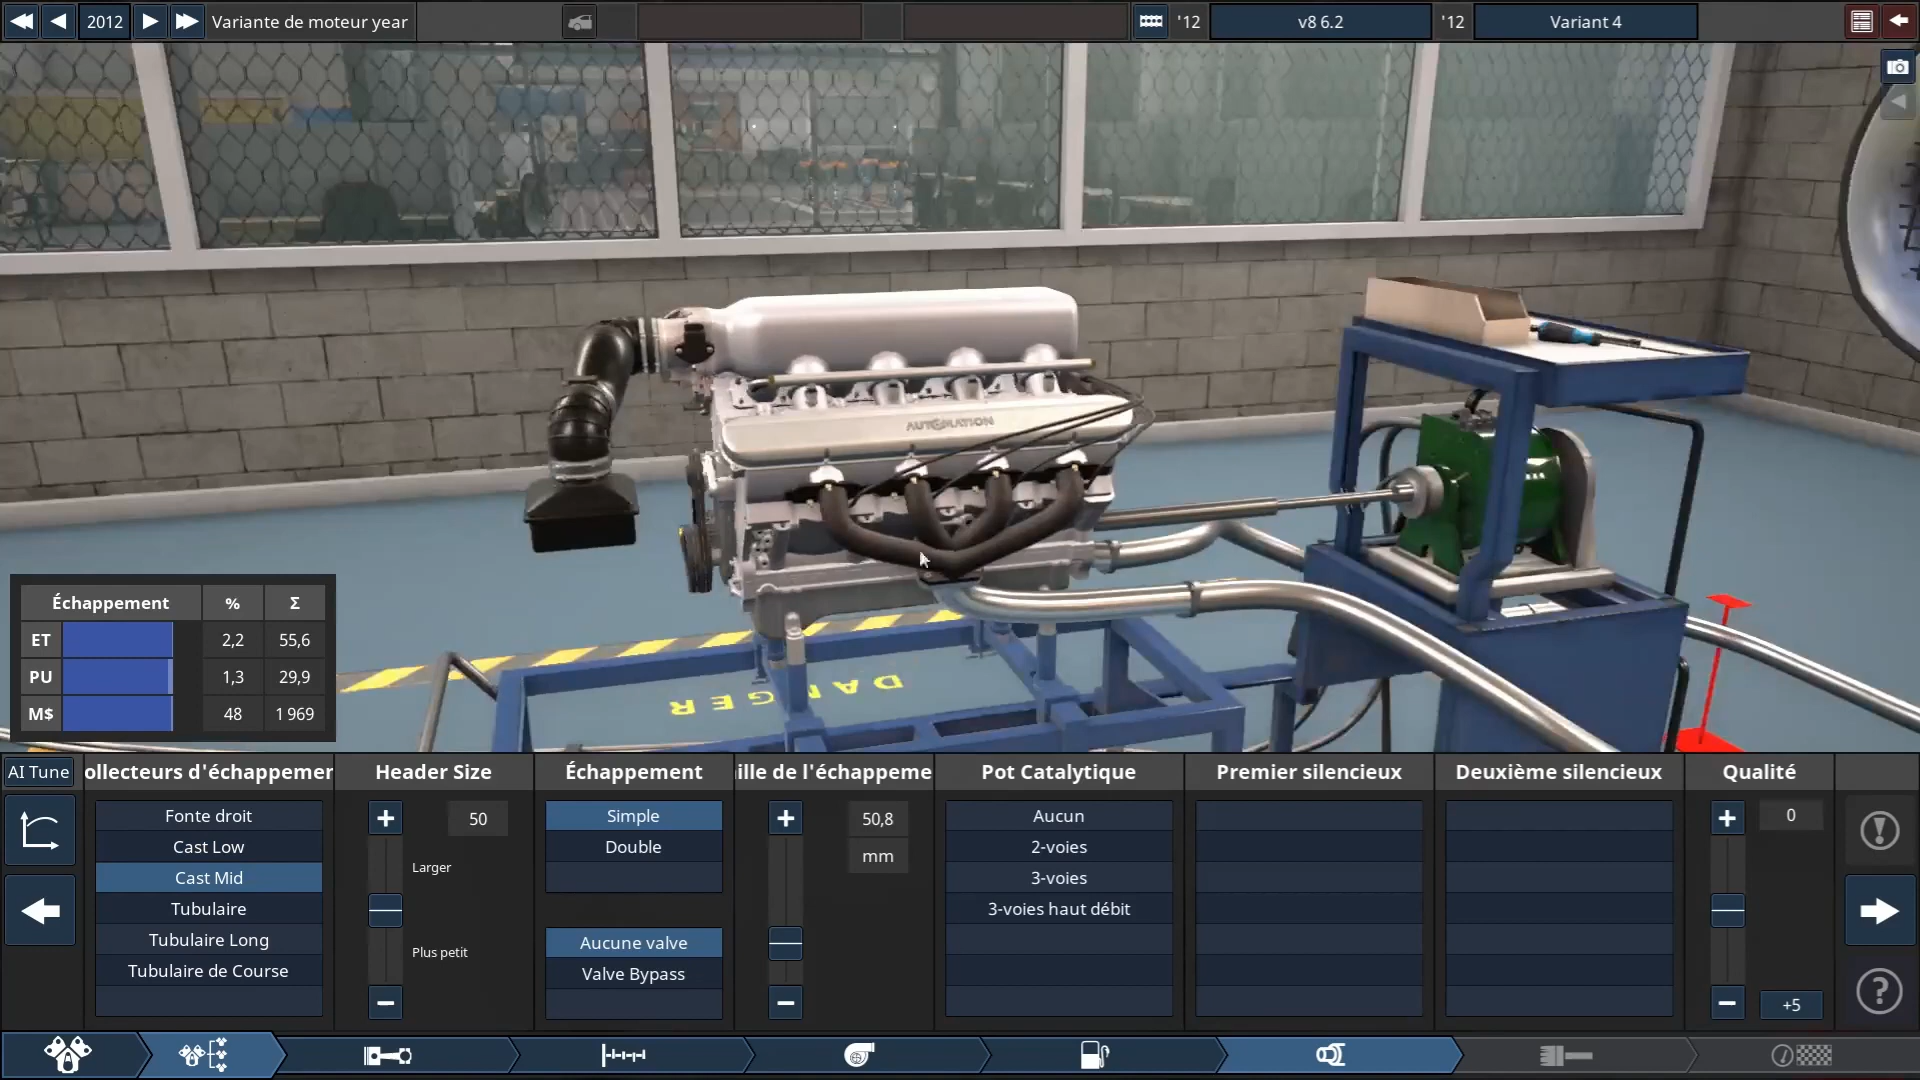 2012 Variante de moteur year '12 v8 6.2 '12 Variant 4
AUTOMATION
DANGER
Échappement % Σ
ET 2,2 55,6
PU 1,3 29,9
M$ 48 1 969
AI Tune
ollecteurs d'échappemen
Fonte droit
Cast Low
Cast Mid
Tubulaire
Tubulaire Long
Tubulaire de Course
Header Size
50
Larger
Plus petit
Échappement
Simple
Double
Aucune valve
Valve Bypass
ille de l'échappeme
50,8
mm
Pot Catalytique
Aucun
2-voies
3-voies
3-voies haut débit
Premier silencieux
Deuxième silencieux
Qualité
0
+5